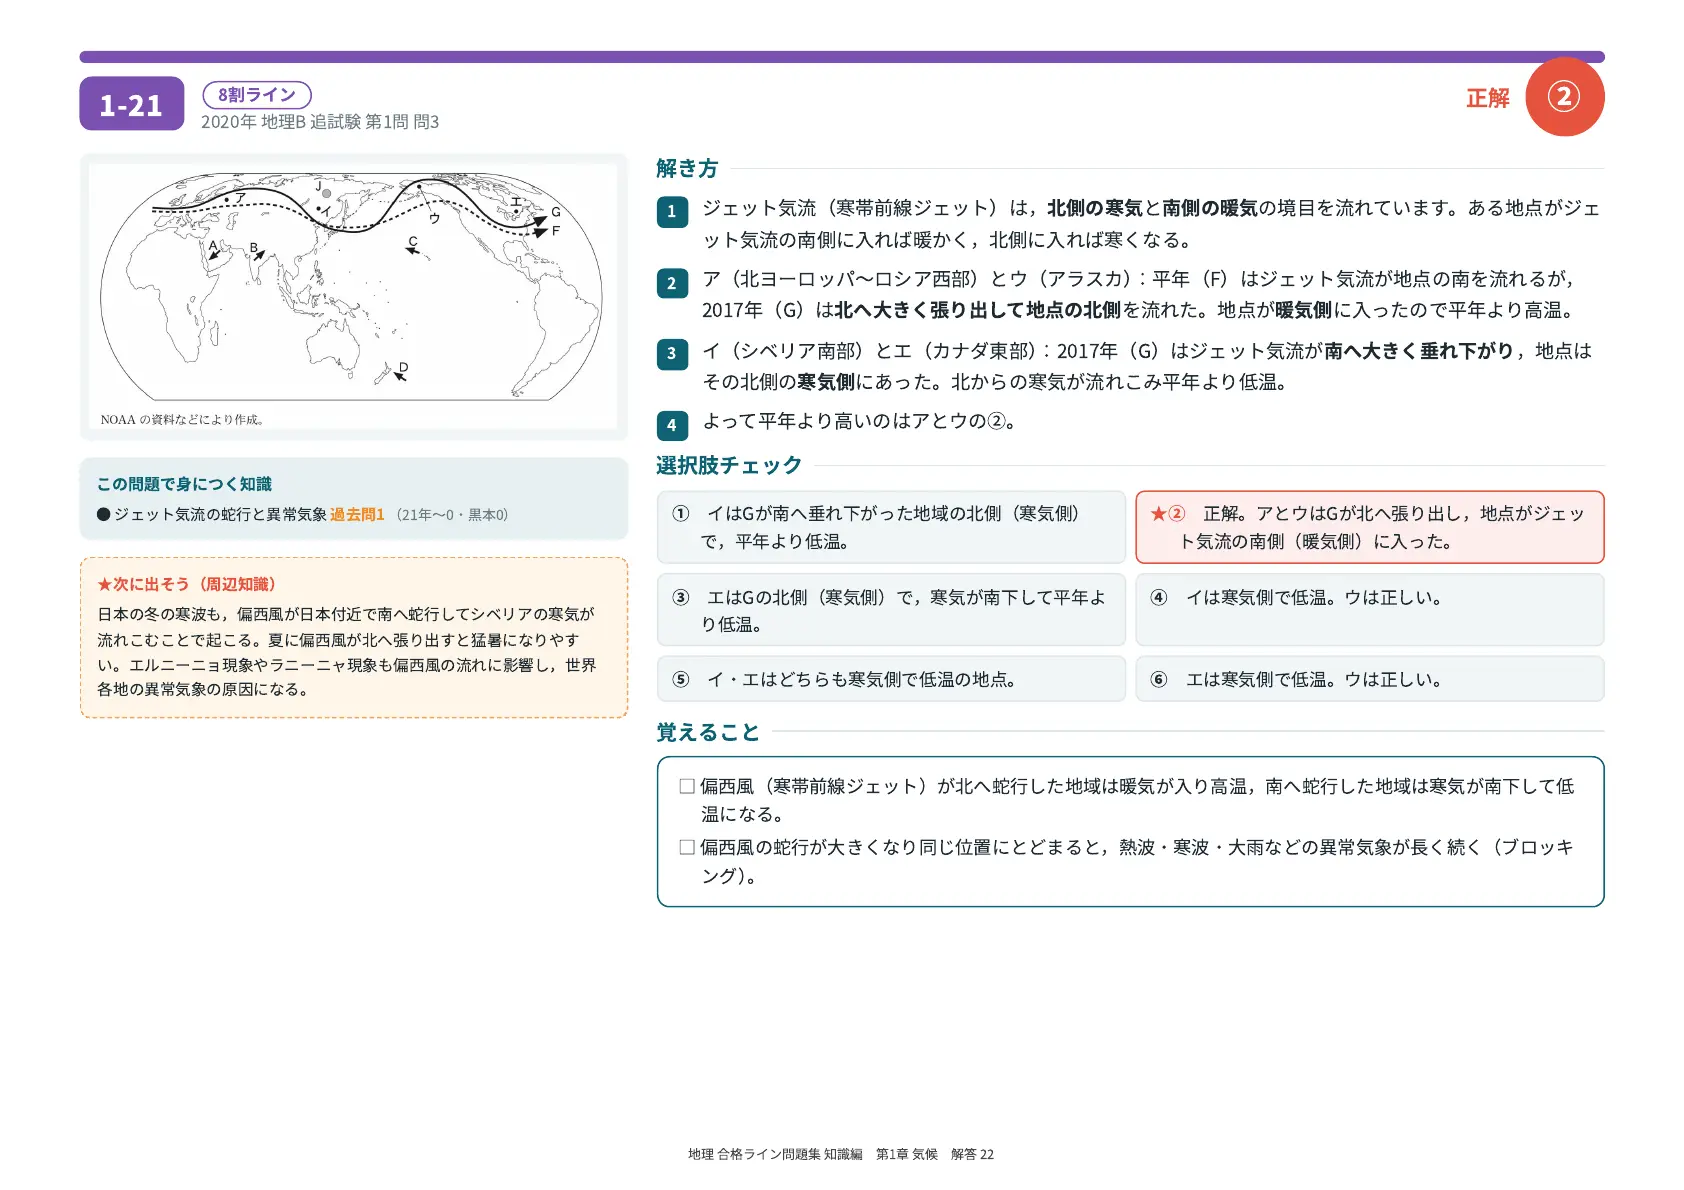 1-21
8割ライン
2020年 地理B 追試験 第1問 問3
正解 ②
J
ア
イ
エ
ウ
G
F
A
B
C
D
NOAA の資料などにより作成。
この問題で身につく知識
● ジェット気流の蛇行と異常気象 過去問1 （21年〜0・黒本0）
★次に出そう（周辺知識）
日本の冬の寒波も，偏西風が日本付近で南へ蛇行してシベリアの寒気が
流れこむことで起こる。夏に偏西風が北へ張り出すと猛暑になりやす
い。エルニーニョ現象やラニーニャ現象も偏西風の流れに影響し，世界
各地の異常気象の原因になる。
解き方
1 ジェット気流（寒帯前線ジェット）は，北側の寒気と南側の暖気の境目を流れています。ある地点がジェ
ット気流の南側に入れば暖かく，北側に入れば寒くなる。
2 ア（北ヨーロッパ〜ロシア西部）とウ（アラスカ）：平年（F）はジェット気流が地点の南を流れるが，
2017年（G）は北へ大きく張り出して地点の北側を流れた。地点が暖気側に入ったので平年より高温。
3 イ（シベリア南部）とエ（カナダ東部）：2017年（G）はジェット気流が南へ大きく垂れ下がり，地点は
その北側の寒気側にあった。北からの寒気が流れこみ平年より低温。
4 よって平年より高いのはアとウの②。
選択肢チェック
① イはGが南へ垂れ下がった地域の北側（寒気側）
で，平年より低温。
★② 正解。アとウはGが北へ張り出し，地点がジェッ
ト気流の南側（暖気側）に入った。
③ エはGの北側（寒気側）で，寒気が南下して平年よ
り低温。
④ イは寒気側で低温。ウは正しい。
⑤ イ・エはどちらも寒気側で低温の地点。
⑥ エは寒気側で低温。ウは正しい。
覚えること
□ 偏西風（寒帯前線ジェット）が北へ蛇行した地域は暖気が入り高温，南へ蛇行した地域は寒気が南下して低
温になる。
□ 偏西風の蛇行が大きくなり同じ位置にとどまると，熱波・寒波・大雨などの異常気象が長く続く（ブロッキ
ング）。
地理 合格ライン問題集 知識編 第1章 気候 解答 22